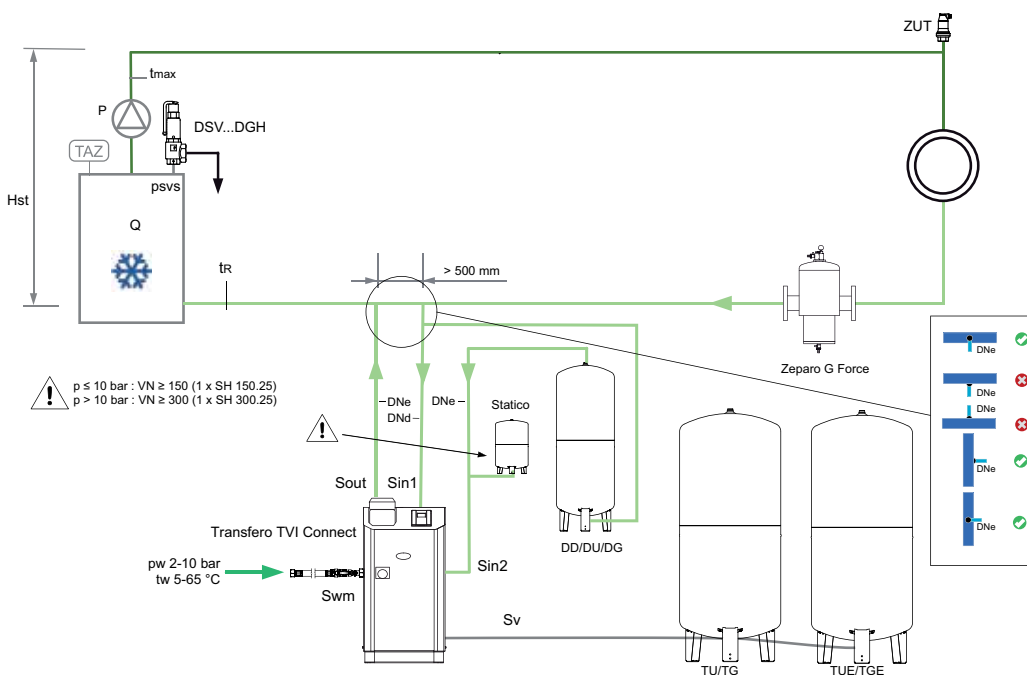 ZUT
tmax
P
DSV...DGH
TAZ
psvs
Hst
Q
tR
> 500 mm
Zeparo G Force
DNe
DNe
DNe
DNe
DNe
p ≤ 10 bar : VN ≥ 150 (1 x SH 150.25)
p > 10 bar : VN ≥ 300 (1 x SH 300.25)
DNe
DNd
DNe
Statico
Sout
Sin1
Transfero TVI Connect
DD/DU/DG
Sin2
pw 2-10 bar
tw 5-65 °C
Swm
Sv
TU/TG
TUE/TGE